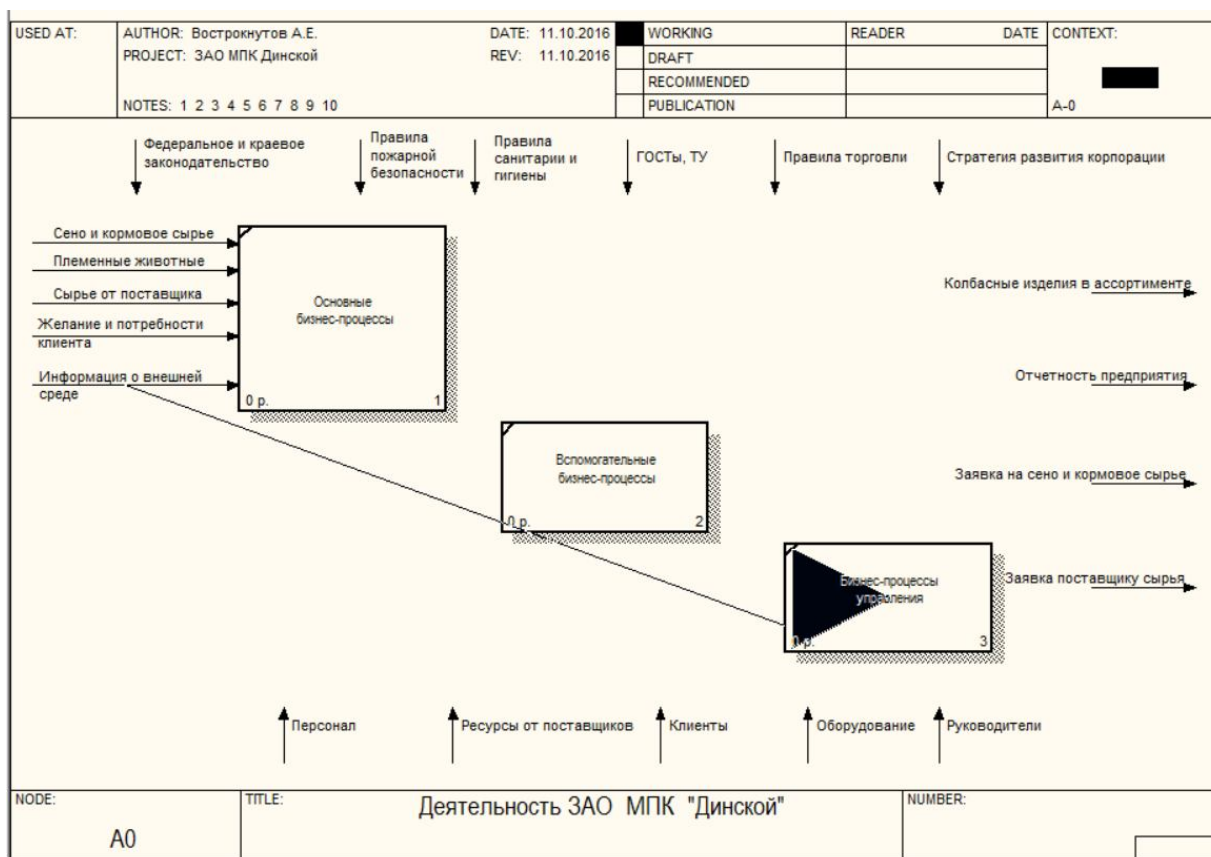 USED AT:
AUTHOR: Вострокнутов А.Е.
DATE: 11.10.2016
WORKING
READER
DATE
CONTEXT:
PROJECT: ЗАО МПК Динской
REV: 11.10.2016
DRAFT
RECOMMENDED
NOTES: 1 2 3 4 5 6 7 8 9 10
PUBLICATION
A-0
Федеральное и краевое
законодательство
Правила
пожарной
безопасности
Правила
санитарии и
гигиены
ГОСТы, ТУ
Правила торговли
Стратегия развития корпорации
Сено и кормовое сырье
Племенные животные
Сырье от поставщика
Желание и потребности
клиента
Информация о внешней
среде
Основные
бизнес-процессы
0 р.
1
Колбасные изделия в ассортименте
Отчетность предприятия
Вспомогательные
бизнес-процессы
0 р.
2
Заявка на сено и кормовое сырье
Бизнес-процессы
управления
0 р.
3
Заявка поставщику сырья
Персонал
Ресурсы от поставщиков
Клиенты
Оборудование
Руководители
NODE:
A0
TITLE:
Деятельность ЗАО МПК "Динской"
NUMBER: